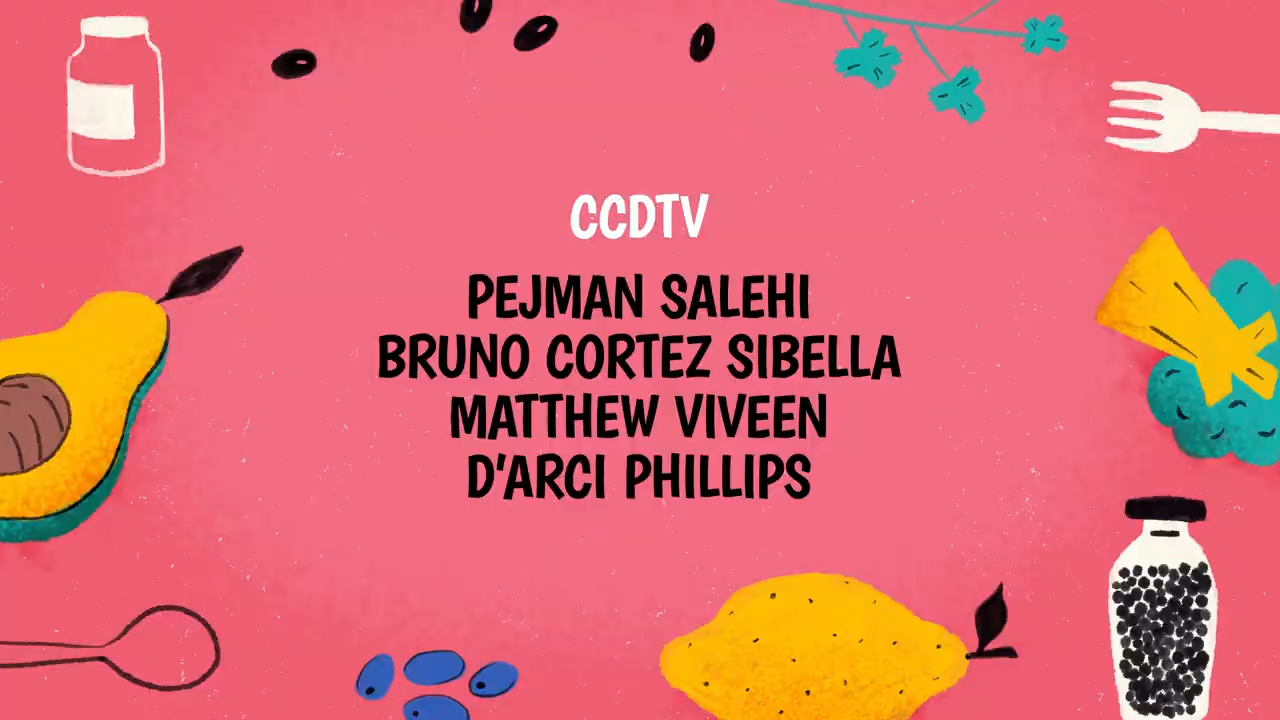 CCDTV
PEJMAN SALEHI
BRUNO CORTEZ SIBELLA
MATTHEW VIVEEN
D'ARCI PHILLIPS